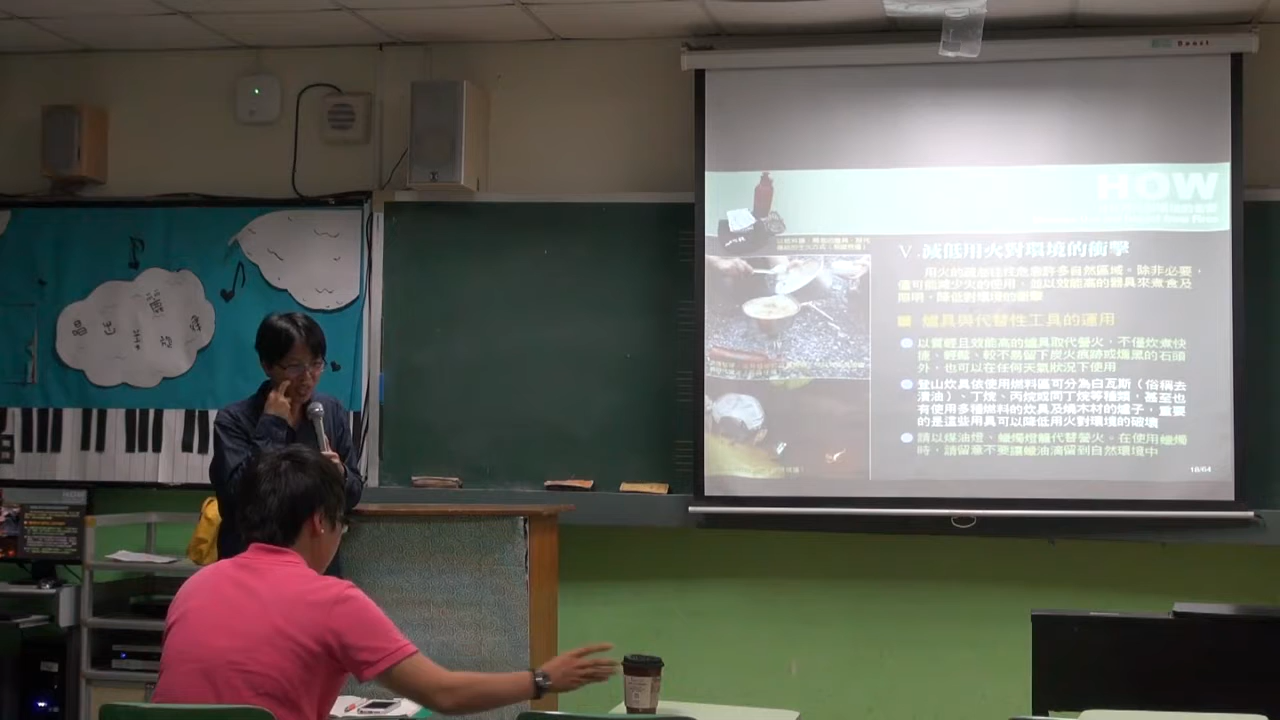 HOW
V.減低用火對環境的衝擊
用火的痕跡往往危害許多自然區域。除非必要,
儘可能減少火的使用,並以效能高的器具來煮食及
照明,降低對環境的衝擊
爐具與代替性工具的運用
以質輕且效能高的爐具取代營火,不僅炊煮快
捷、輕鬆、較不易留下炭火痕跡或燻黑的石頭
外,也可以在任何天氣狀況下使用
登山炊具依使用燃料區可分為白瓦斯(俗稱去
漬油)、丁烷、丙烷或同丁烷等種類,甚至也
有使用多種燃料的炊具及燒木材的爐子,重要
的是這些用具可以降低用火對環境的破壞
請以煤油燈、蠟燭燈籠代替營火。在使用蠟燭
時,請留意不要讓蠟油滴留到自然環境中
18/64
唱出